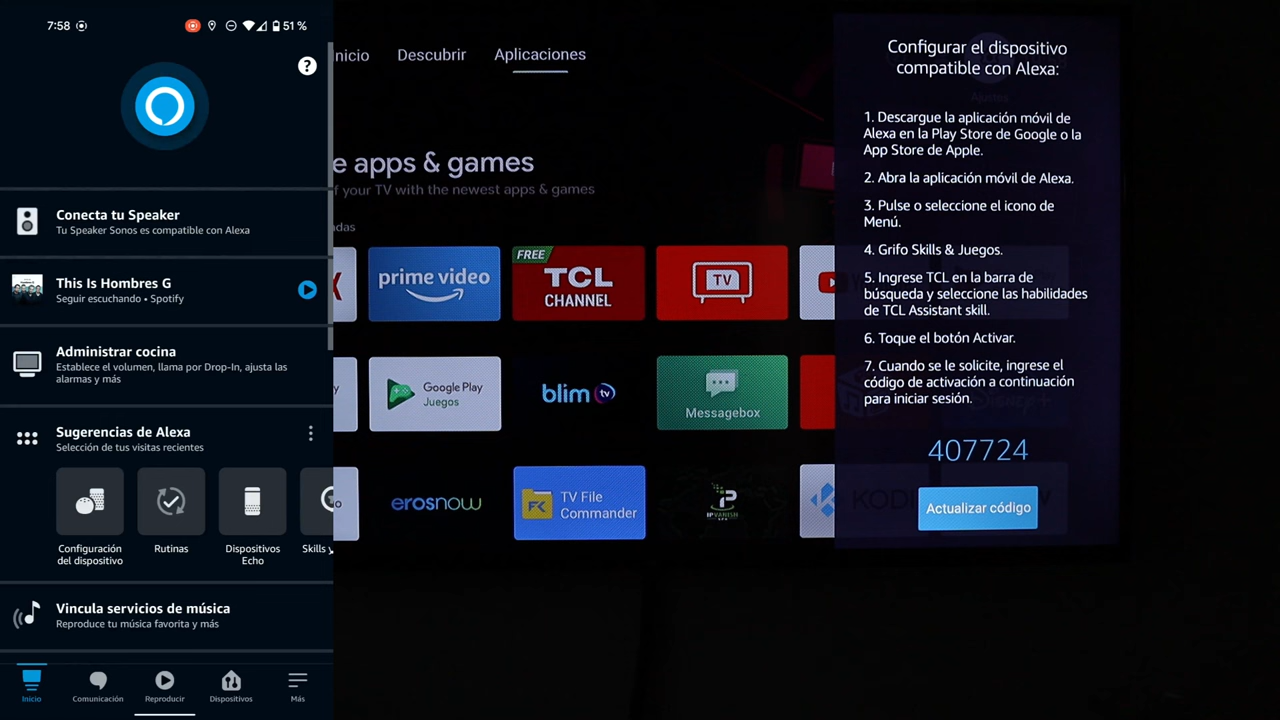 7:58
51 %
?
Conecta tu Speaker
Tu Speaker Sonos es compatible con Alexa
This Is Hombres G
Seguir escuchando • Spotify
Administrar cocina
Establece el volumen, llama por Drop-In, ajusta las
alarmas y más
Sugerencias de Alexa
Selección de tus visitas recientes
Configuración
del dispositivo
Rutinas
Dispositivos
Echo
Skills y
Vincula servicios de música
Reproduce tu música favorita y más
Inicio
Comunicación
Reproducir
Dispositivos
Más
nicio
Descubrir
Aplicaciones
e apps & games
f your TV with the newest apps & games
das
prime video
FREE
TCL
CHANNEL
TV
Google Play
Juegos
blim tv
Messagebox
o
erosnow
TV File
Commander
IPVANISH
KODI
Ajustes
Configurar el dispositivo
compatible con Alexa:
1. Descargue la aplicación móvil de
Alexa en la Play Store de Google o la
App Store de Apple.
2. Abra la aplicación móvil de Alexa.
3. Pulse o seleccione el icono de
Menú.
4. Grifo Skills & Juegos.
5. Ingrese TCL en la barra de
búsqueda y seleccione las habilidades
de TCL Assistant skill.
6. Toque el botón Activar.
7. Cuando se le solicite, ingrese el
código de activación a continuación
para iniciar sesión.
407724
Actualizar código